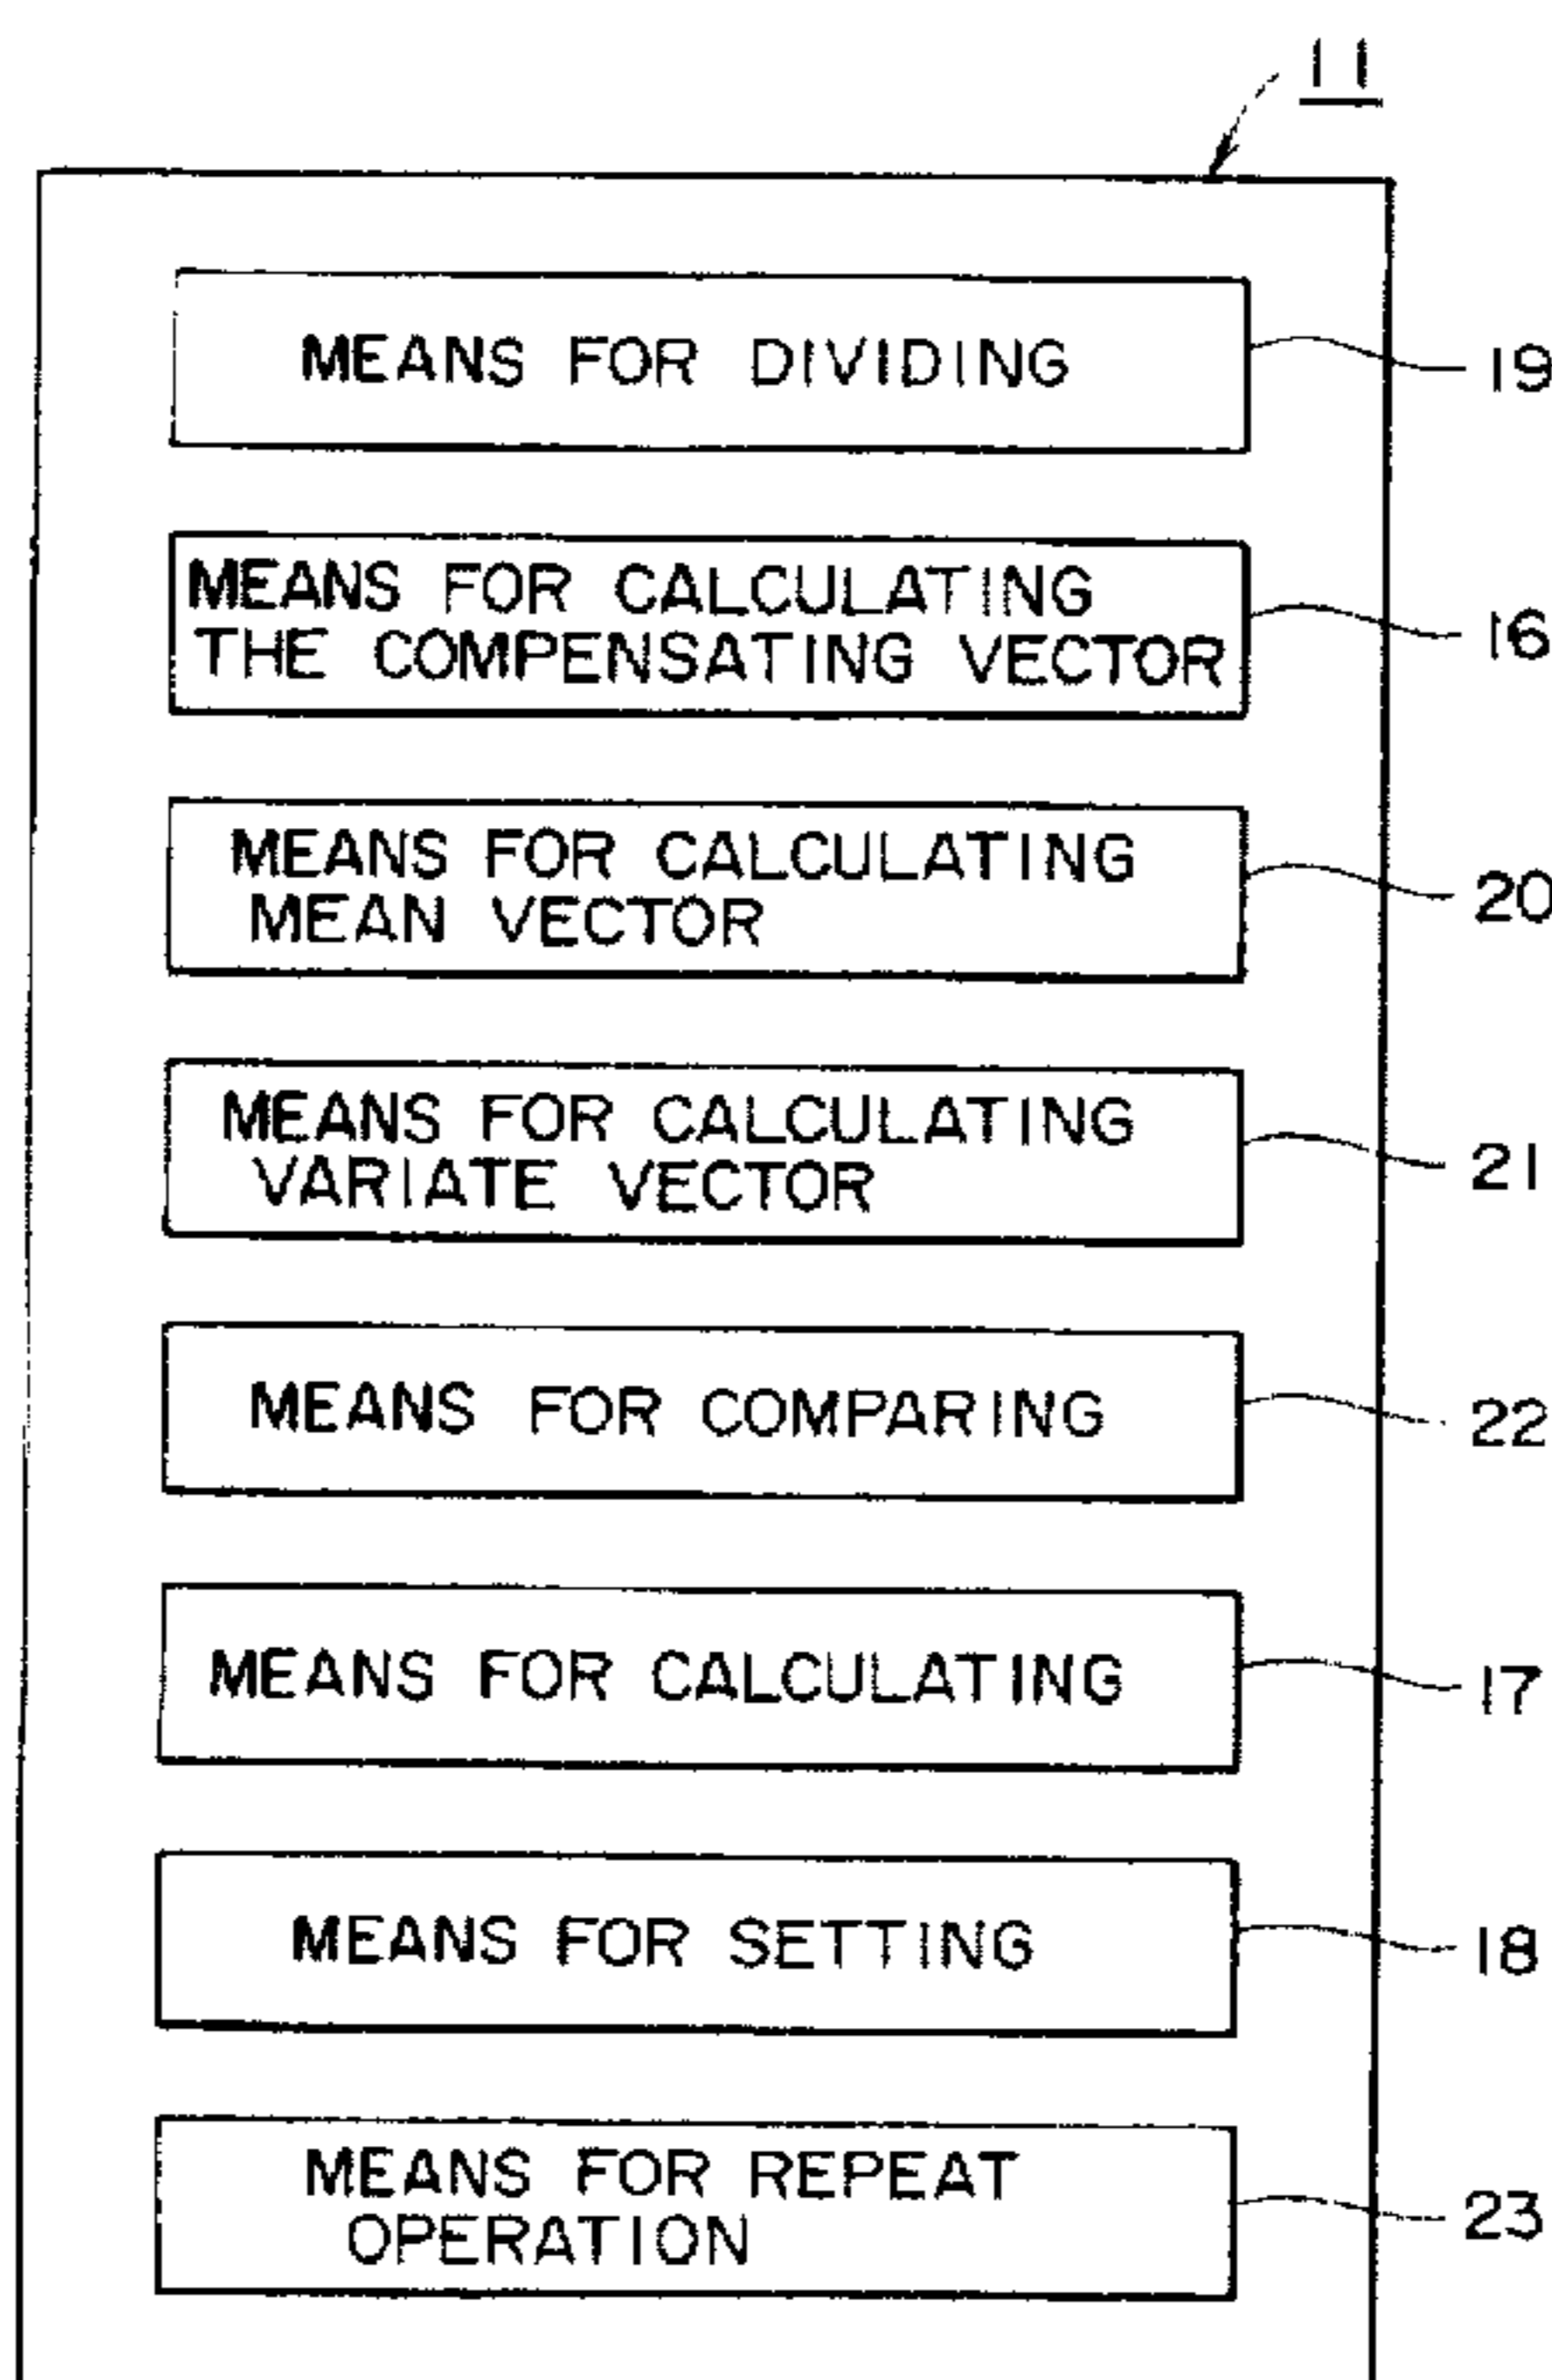 11
MEANS FOR DIVIDING
19
MEANS FOR CALCULATING
THE COMPENSATING VECTOR
16
MEANS FOR CALCULATING
MEAN VECTOR
20
MEANS FOR CALCULATING
VARIATE VECTOR
21
MEANS FOR COMPARING
22
MEANS FOR CALCULATING
17
MEANS FOR SETTING
18
MEANS FOR REPEAT
OPERATION
23